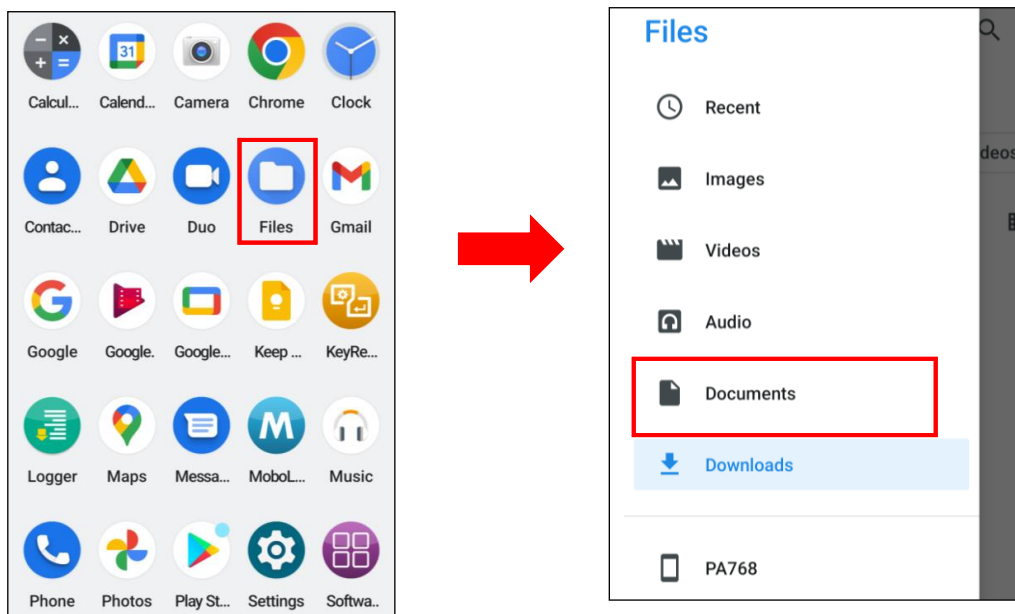 Calcul... Calend... Camera Chrome Clock
31
Contac... Drive Duo Files Gmail
Google Google. Google... Keep ... KeyRe...
Logger Maps Messa... MoboL... Music
Phone Photos Play St... Settings Softwa..
Files
Recent
deos
Images
Videos
Audio
Documents
Downloads
PA768